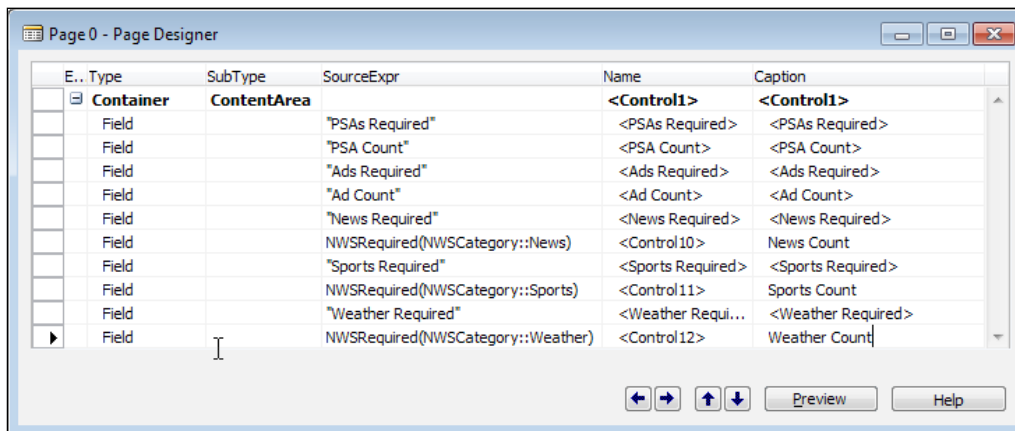 Page 0 - Page Designer
E.. Type SubType SourceExpr Name Caption
Container ContentArea <Control1> <Control1>
Field "PSAs Required" <PSAs Required> <PSAs Required>
Field "PSA Count" <PSA Count> <PSA Count>
Field "Ads Required" <Ads Required> <Ads Required>
Field "Ad Count" <Ad Count> <Ad Count>
Field "News Required" <News Required> <News Required>
Field NWSRequired(NWSCategory::News) <Control10> News Count
Field "Sports Required" <Sports Required> <Sports Required>
Field NWSRequired(NWSCategory::Sports) <Control11> Sports Count
Field "Weather Required" <Weather Requi... <Weather Required>
Field NWSRequired(NWSCategory::Weather) <Control12> Weather Count
Preview Help